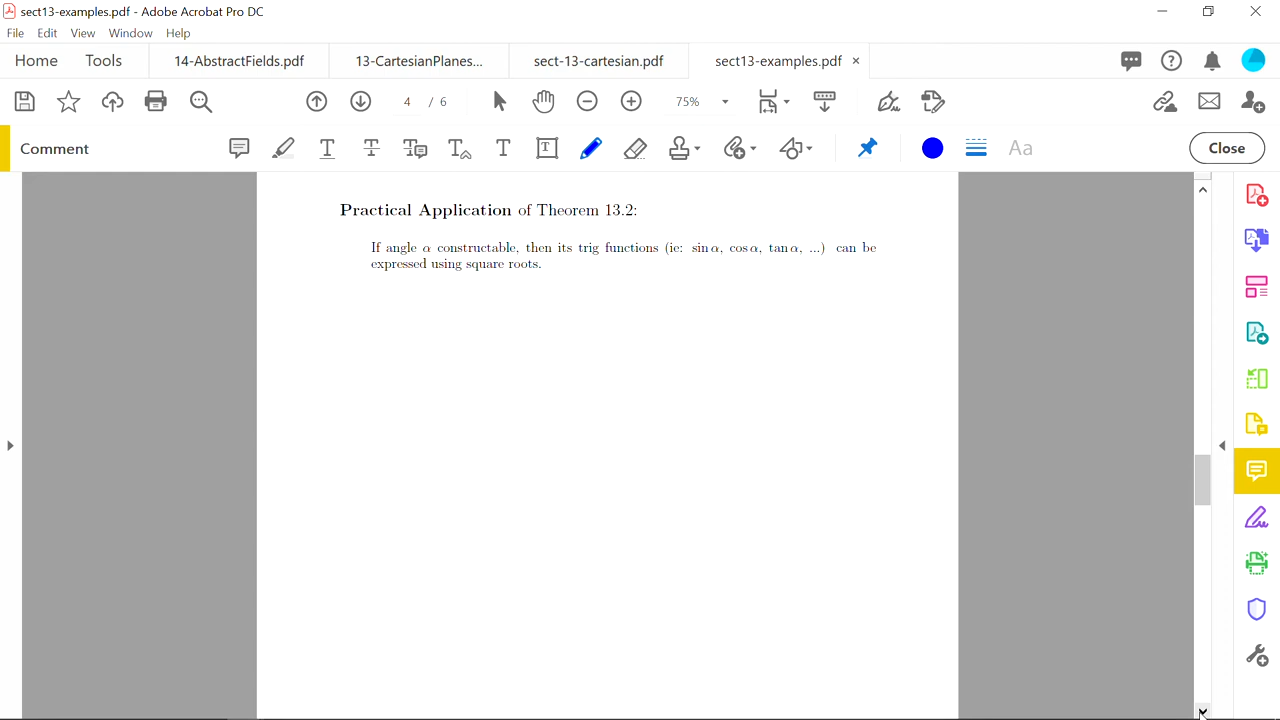 sect13-examples.pdf - Adobe Acrobat Pro DC
File Edit View Window Help
Home Tools 14-AbstractFields.pdf 13-CartesianPlanes... sect-13-cartesian.pdf sect13-examples.pdf ×
4 / 6 75%
Comment Aa Close
Practical Application of Theorem 13.2:
If angle α constructable, then its trig functions (ie: sin α, cos α, tan α, ...) can be
expressed using square roots.